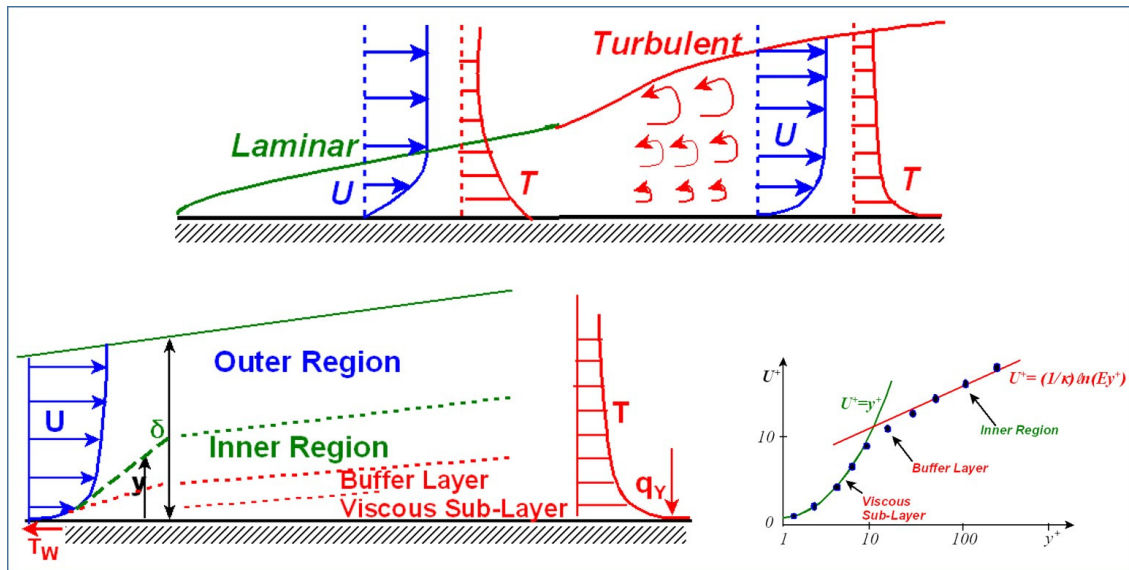 Turbulent
Laminar
U
T
U
T
Outer Region
U
δ
Inner Region
y
Buffer Layer
Viscous Sub-Layer
T
qY
TW
U+
U+=y+
U+= (1/κ) ℓn(Ey+)
Inner Region
10
Buffer Layer
Viscous
Sub-Layer
0
1 10 100 y+